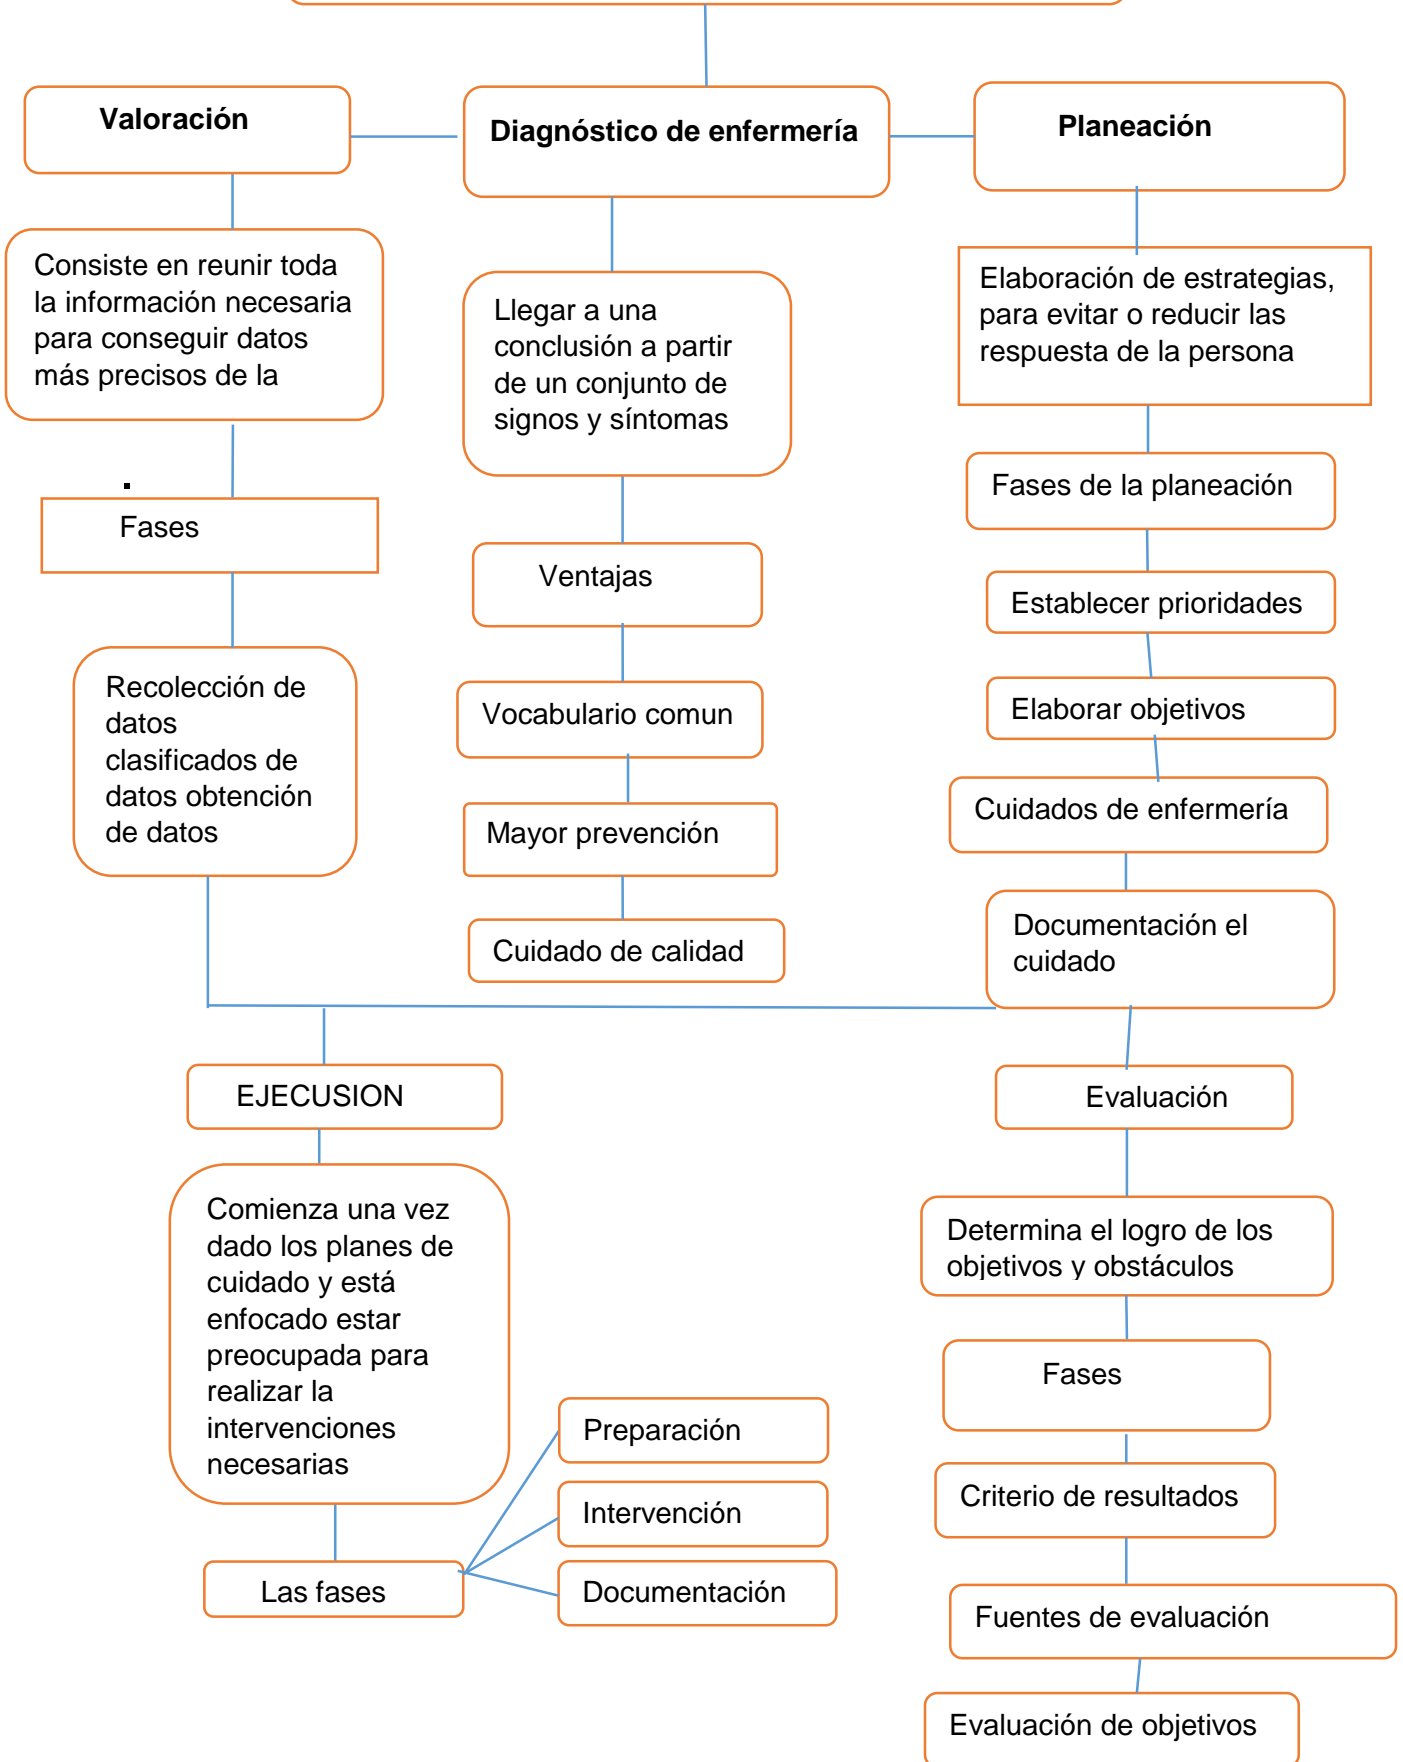 Valoración
Diagnóstico de enfermería
Planeación
Consiste en reunir toda
la información necesaria
para conseguir datos
más precisos de la
Llegar a una
conclusión a partir
de un conjunto de
signos y síntomas
Elaboración de estrategias,
para evitar o reducir las
respuesta de la persona
Fases
Ventajas
Fases de la planeación
Establecer prioridades
Recolección de
datos
clasificados de
datos obtención
de datos
Vocabulario comun
Elaborar objetivos
Mayor prevención
Cuidados de enfermería
Cuidado de calidad
Documentación el
cuidado
EJECUSION
Evaluación
Comienza una vez
dado los planes de
cuidado y está
enfocado estar
preocupada para
realizar la
intervenciones
necesarias
Determina el logro de los
objetivos y obstáculos
Fases
Las fases
Preparación
Intervención
Documentación
Criterio de resultados
Fuentes de evaluación
Evaluación de objetivos